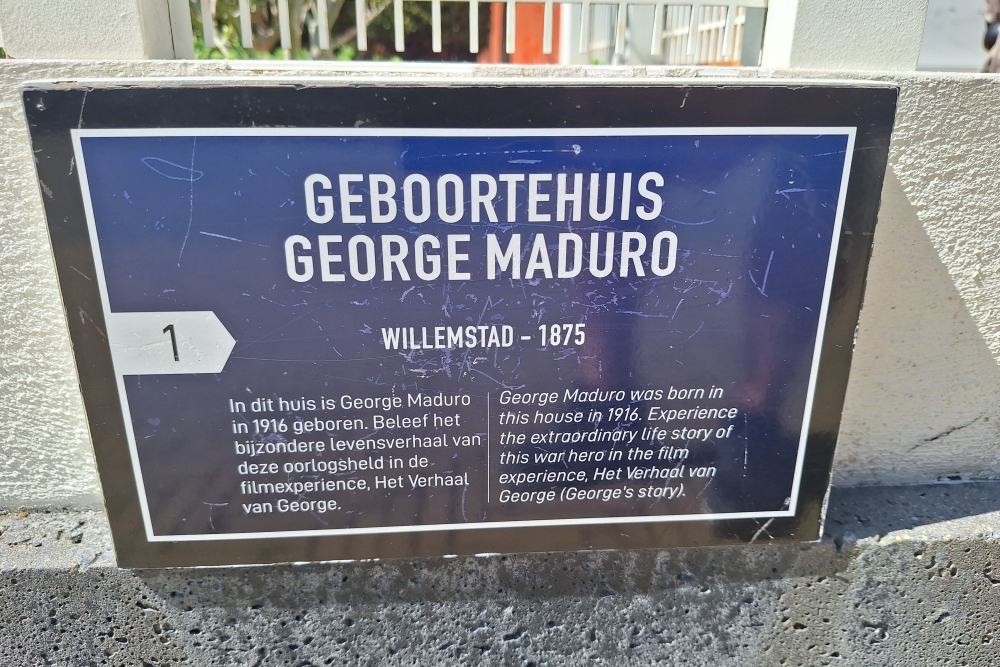 GEBOORTEHUIS
GEORGE MADURO
1
WILLEMSTAD - 1875
In dit huis is George Maduro
in 1916 geboren. Beleef het
bijzondere levensverhaal van
deze oorlogsheld in de
filmexperience, Het Verhaal
van George.
George Maduro was born in
this house in 1916. Experience
the extraordinary life story of
this war hero in the film
experience, Het Verhaal van
George (George's story).